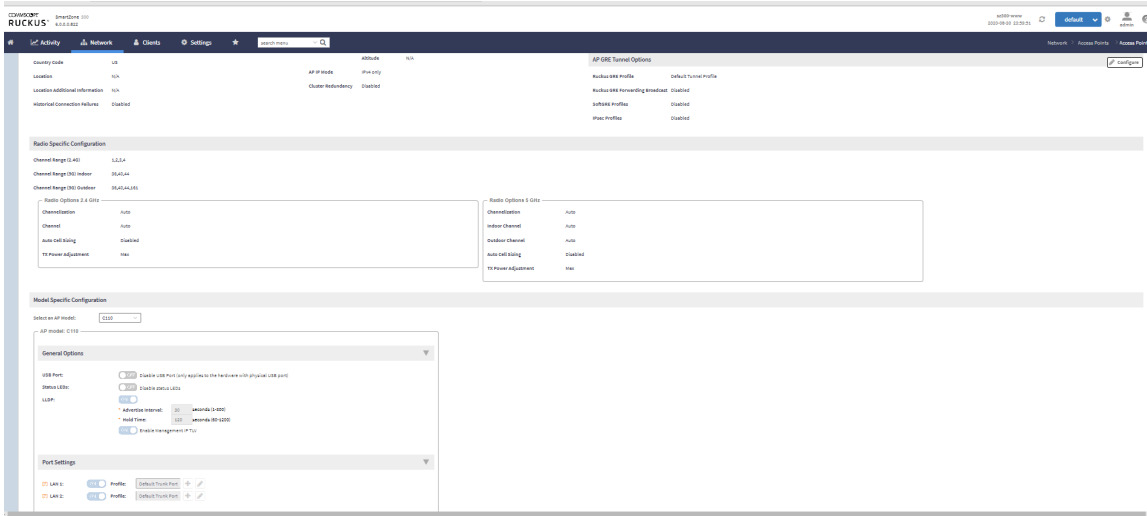 COMMSCOPE
RUCKUS
SmartZone 300
6.0.0.0.822
default
admin
Activity
Network
Clients
Settings
search menu
Network
Access Points
Access Point
Country Code US
Altitude N/A
AP GRE Tunnel Options
Configure
Location N/A
AP IP Mode IPv4 only
Ruckus GRE Profile Default Tunnel Profile
Location Additional Information N/A
Cluster Redundancy Disabled
Ruckus GRE Forwarding Broadcast Disabled
Historical Connection Failures Disabled
SoftGRE Profiles Disabled
IPsec Profiles Disabled
Radio Specific Configuration
Channel Range (2.4G) 1,2,3,4
Channel Range (5G) Indoor 36,40,44
Channel Range (5G) Outdoor 36,40,44,161
Radio Options 2.4 GHz
Channelization Auto
Channel Auto
Auto Cell Sizing Disabled
TX Power Adjustment Max
Radio Options 5 GHz
Channelization Auto
Indoor Channel Auto
Outdoor Channel Auto
Auto Cell Sizing Disabled
TX Power Adjustment Max
Model Specific Configuration
Select an AP Model: C110
AP model: C110
General Options
USB Port: OFF Disable USB Port (only applies to the hardware with physical USB port)
Status LEDs: OFF Disable status LEDs
LLDP: ON
* Advertise Interval: 30 seconds (1-300)
* Hold Time: 120 seconds (60-1200)
ON Enable Management IP TLV
Port Settings
LAN 1: ON Profile: Default Trunk Port
LAN 2: ON Profile: Default Trunk Port